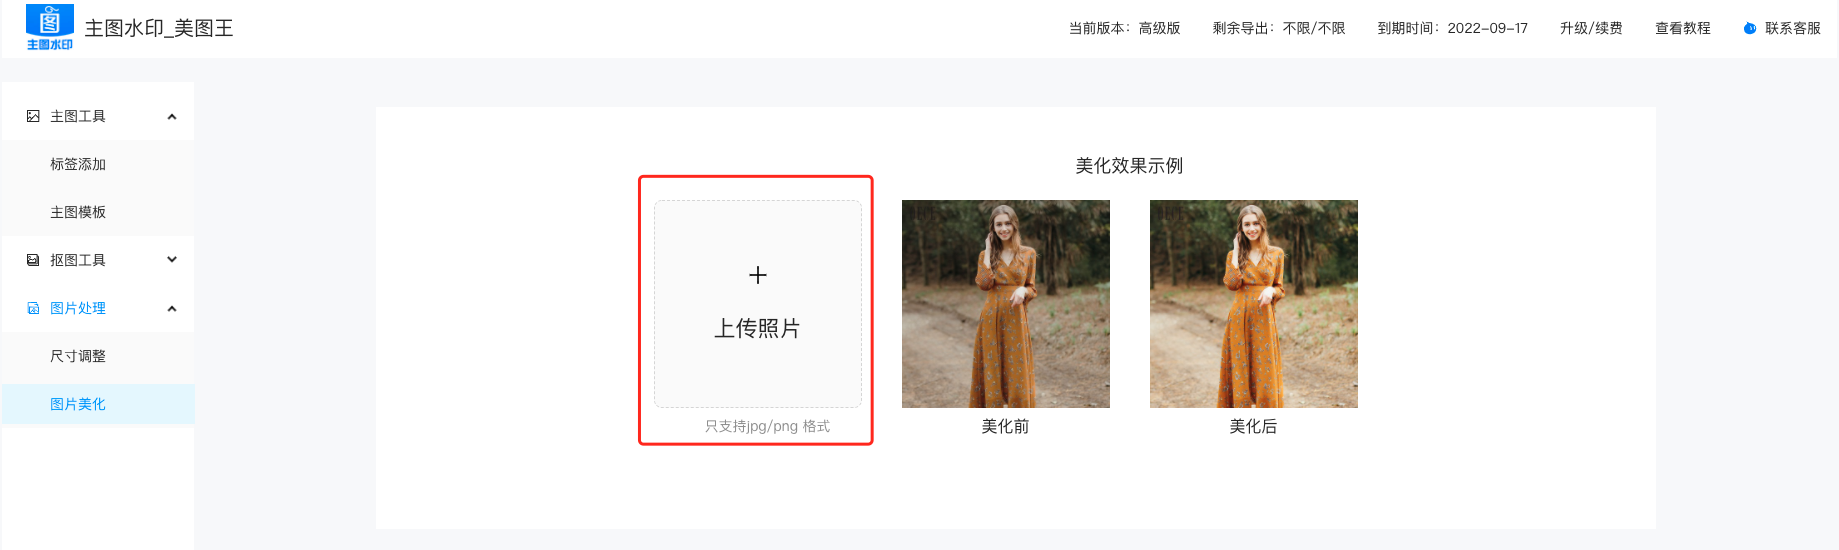 图
主图水印
主图水印_美图王
当前版本：高级版
剩余导出：不限/不限
到期时间：2022-09-17
升级/续费
查看教程
联系客服
主图工具
标签添加
主图模板
抠图工具
图片处理
尺寸调整
图片美化
美化效果示例
上传照片
只支持jpg/png 格式
美化前
美化后